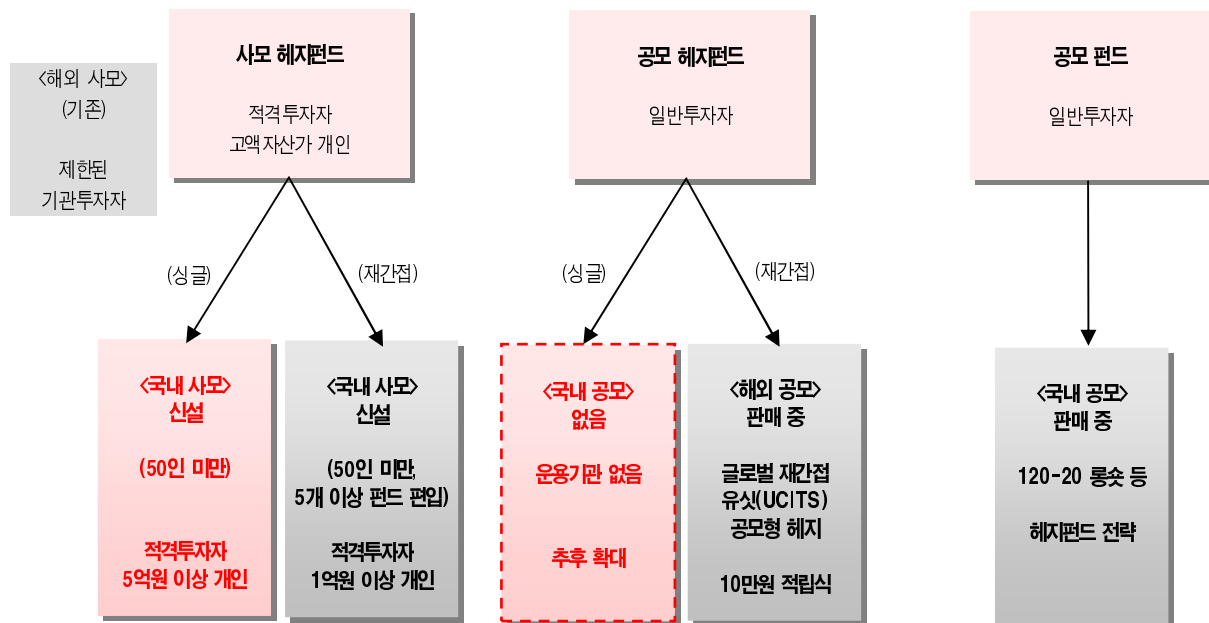 <해외 사모>
(기존)
제한된
기관투자자
사모 헤지펀드
적격투자자
고액자산가 개인
공모 헤지펀드
일반투자자
공모 펀드
일반투자자
(싱글)
(재간접)
(싱글)
(재간접)
<국내 사모>
신설
(50인 미만)
적격투자자
5억원 이상 개인
<국내 사모>
신설
(50인 미만,
5개 이상 펀드 편입)
적격투자자
1억원 이상 개인
<국내 공모>
없음
운용기관 없음
추후 확대
<해외 공모>
판매 중
글로벌 재간접
유싯(UCITS)
공모형 헤지
10만원 적립식
<국내 공모>
판매 중
120-20 롱숏 등
헤지펀드 전략